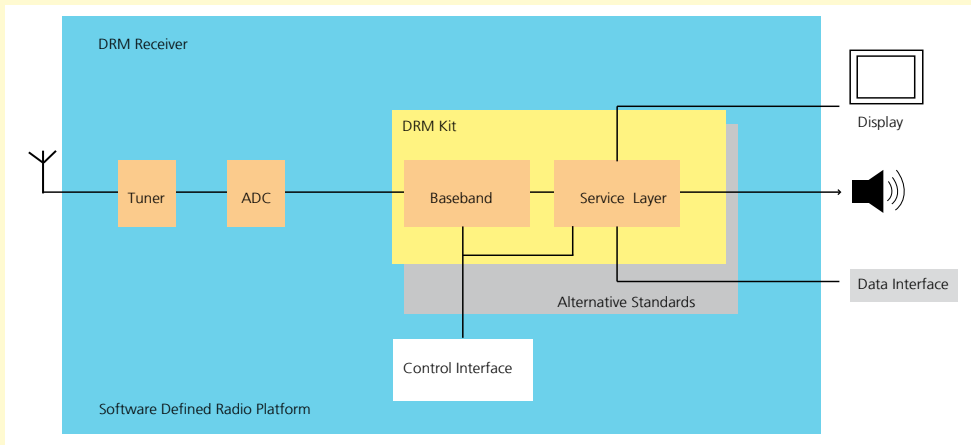 DRM Receiver
Display
DRM Kit
Tuner
ADC
Baseband
Service Layer
Data Interface
Alternative Standards
Control Interface
Software Defined Radio Platform